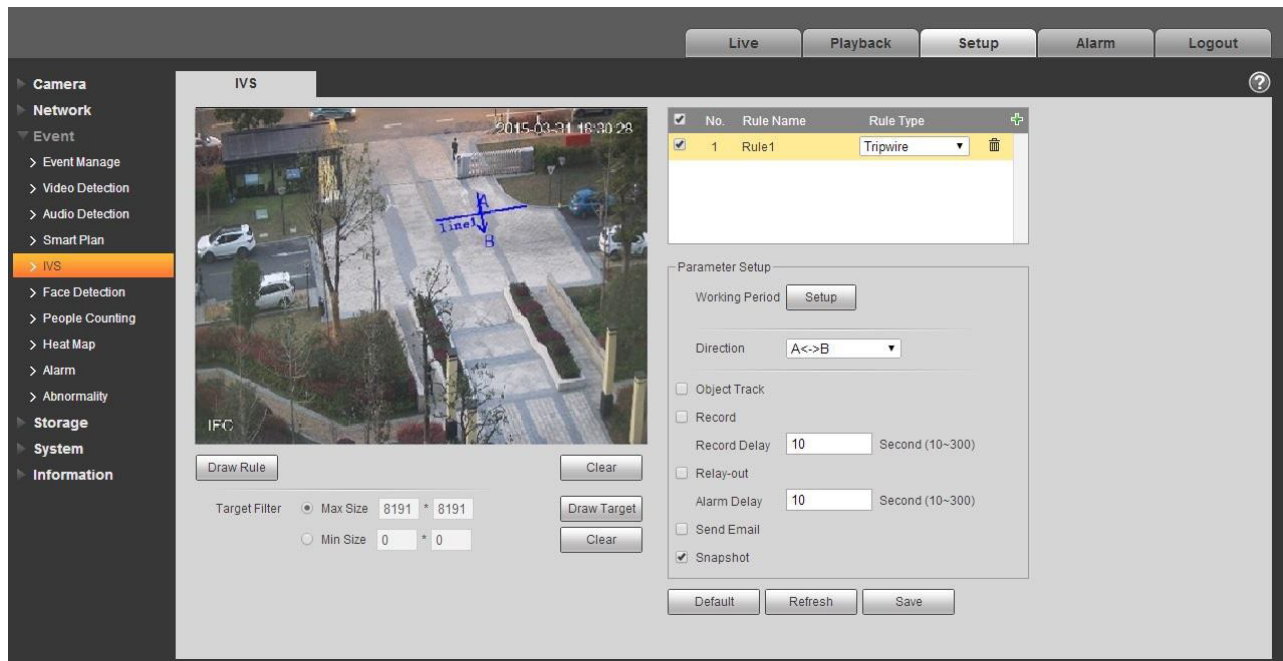 Live Playback Setup Alarm Logout
Camera
Network
Event
Event Manage
Video Detection
Audio Detection
Smart Plan
IVS
Face Detection
People Counting
Heat Map
Alarm
Abnormality
Storage
System
Information
IVS
2015-03-31 18:30:28
A
line1
B
IPC
Draw Rule Clear
Target Filter Max Size 8191 * 8191 Draw Target
Min Size 0 * 0 Clear
No. Rule Name Rule Type
1 Rule1 Tripwire
Parameter Setup
Working Period Setup
Direction A<->B
Object Track
Record
Record Delay 10 Second (10~300)
Relay-out
Alarm Delay 10 Second (10~300)
Send Email
Snapshot
Default Refresh Save